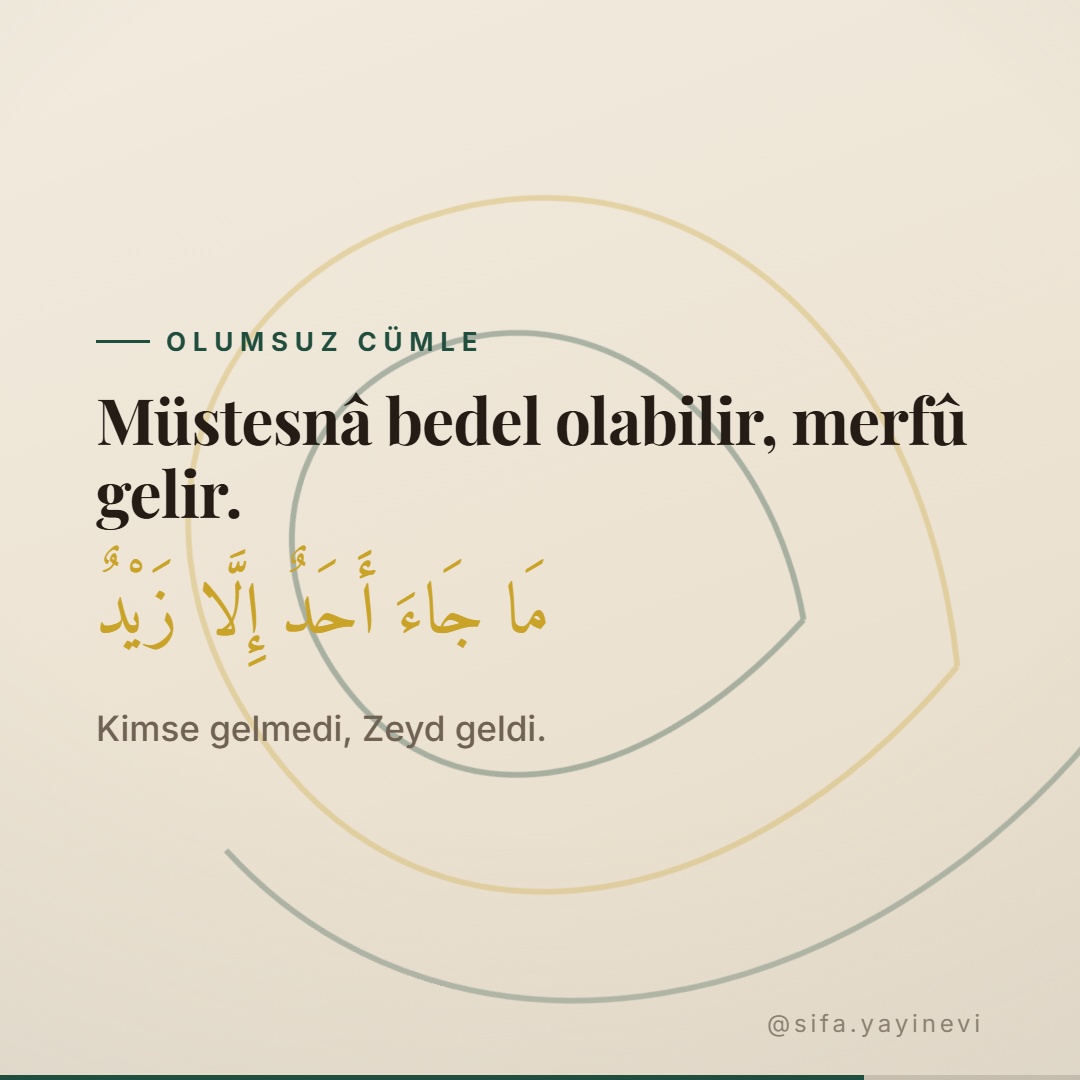 OLUMSUZ CÜMLE
Müstesnâ bedel olabilir, merfû
gelir.
مَا جَاءَ أَحَدٌ إِلَّا زَيْدٌ
Kimse gelmedi, Zeyd geldi.
@sifa.yayinevi